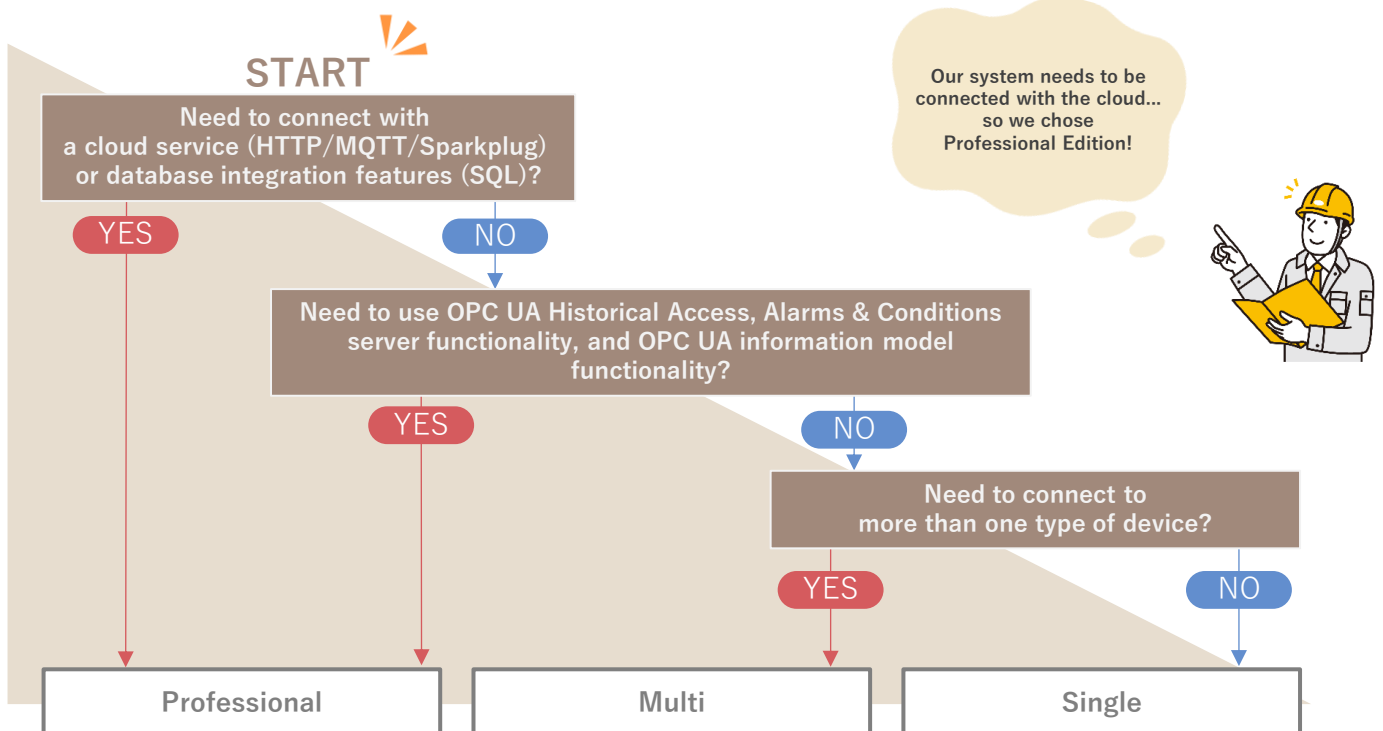 START
Need to connect with
a cloud service (HTTP/MQTT/Sparkplug)
or database integration features (SQL)?
Our system needs to be
connected with the cloud...
so we chose
Professional Edition!
YES
NO
Need to use OPC UA Historical Access, Alarms & Conditions
server functionality, and OPC UA information model
functionality?
YES
NO
Need to connect to
more than one type of device?
YES
NO
Professional
Multi
Single